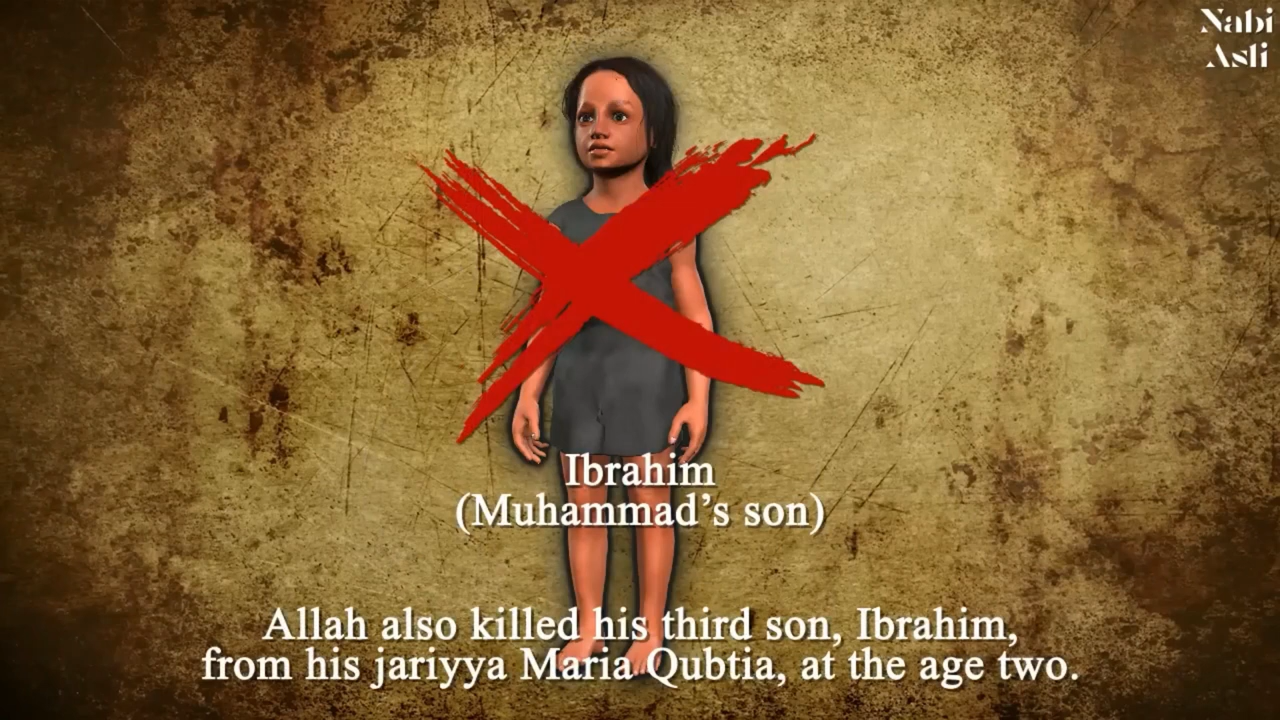 Nabi
Asli
Ibrahim
(Muhammad's son)
Allah also killed his third son, Ibrahim,
from his jariyya Maria Qubtia, at the age two.